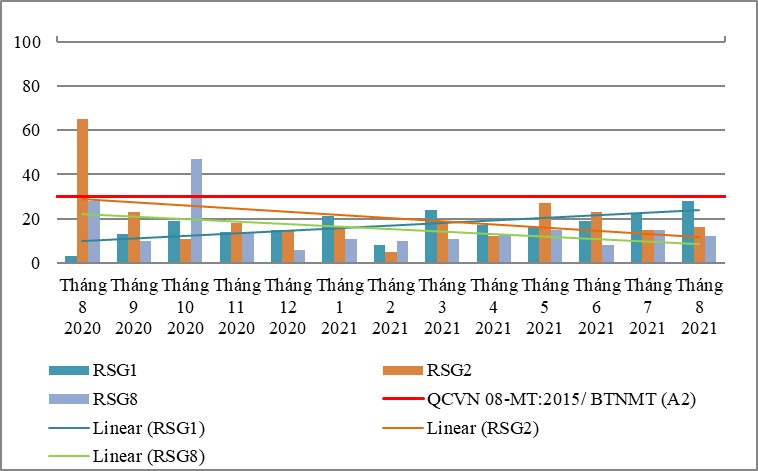 100
80
60
40
20
0
Tháng Tháng Tháng Tháng Tháng Tháng Tháng Tháng Tháng Tháng Tháng Tháng Tháng
8 9 10 11 12 1 2 3 4 5 6 7 8
2020 2020 2020 2020 2020 2021 2021 2021 2021 2021 2021 2021 2021
RSG1 RSG2
RSG8 QCVN 08-MT:2015/ BTNMT (A2)
Linear (RSG1) Linear (RSG2)
Linear (RSG8)